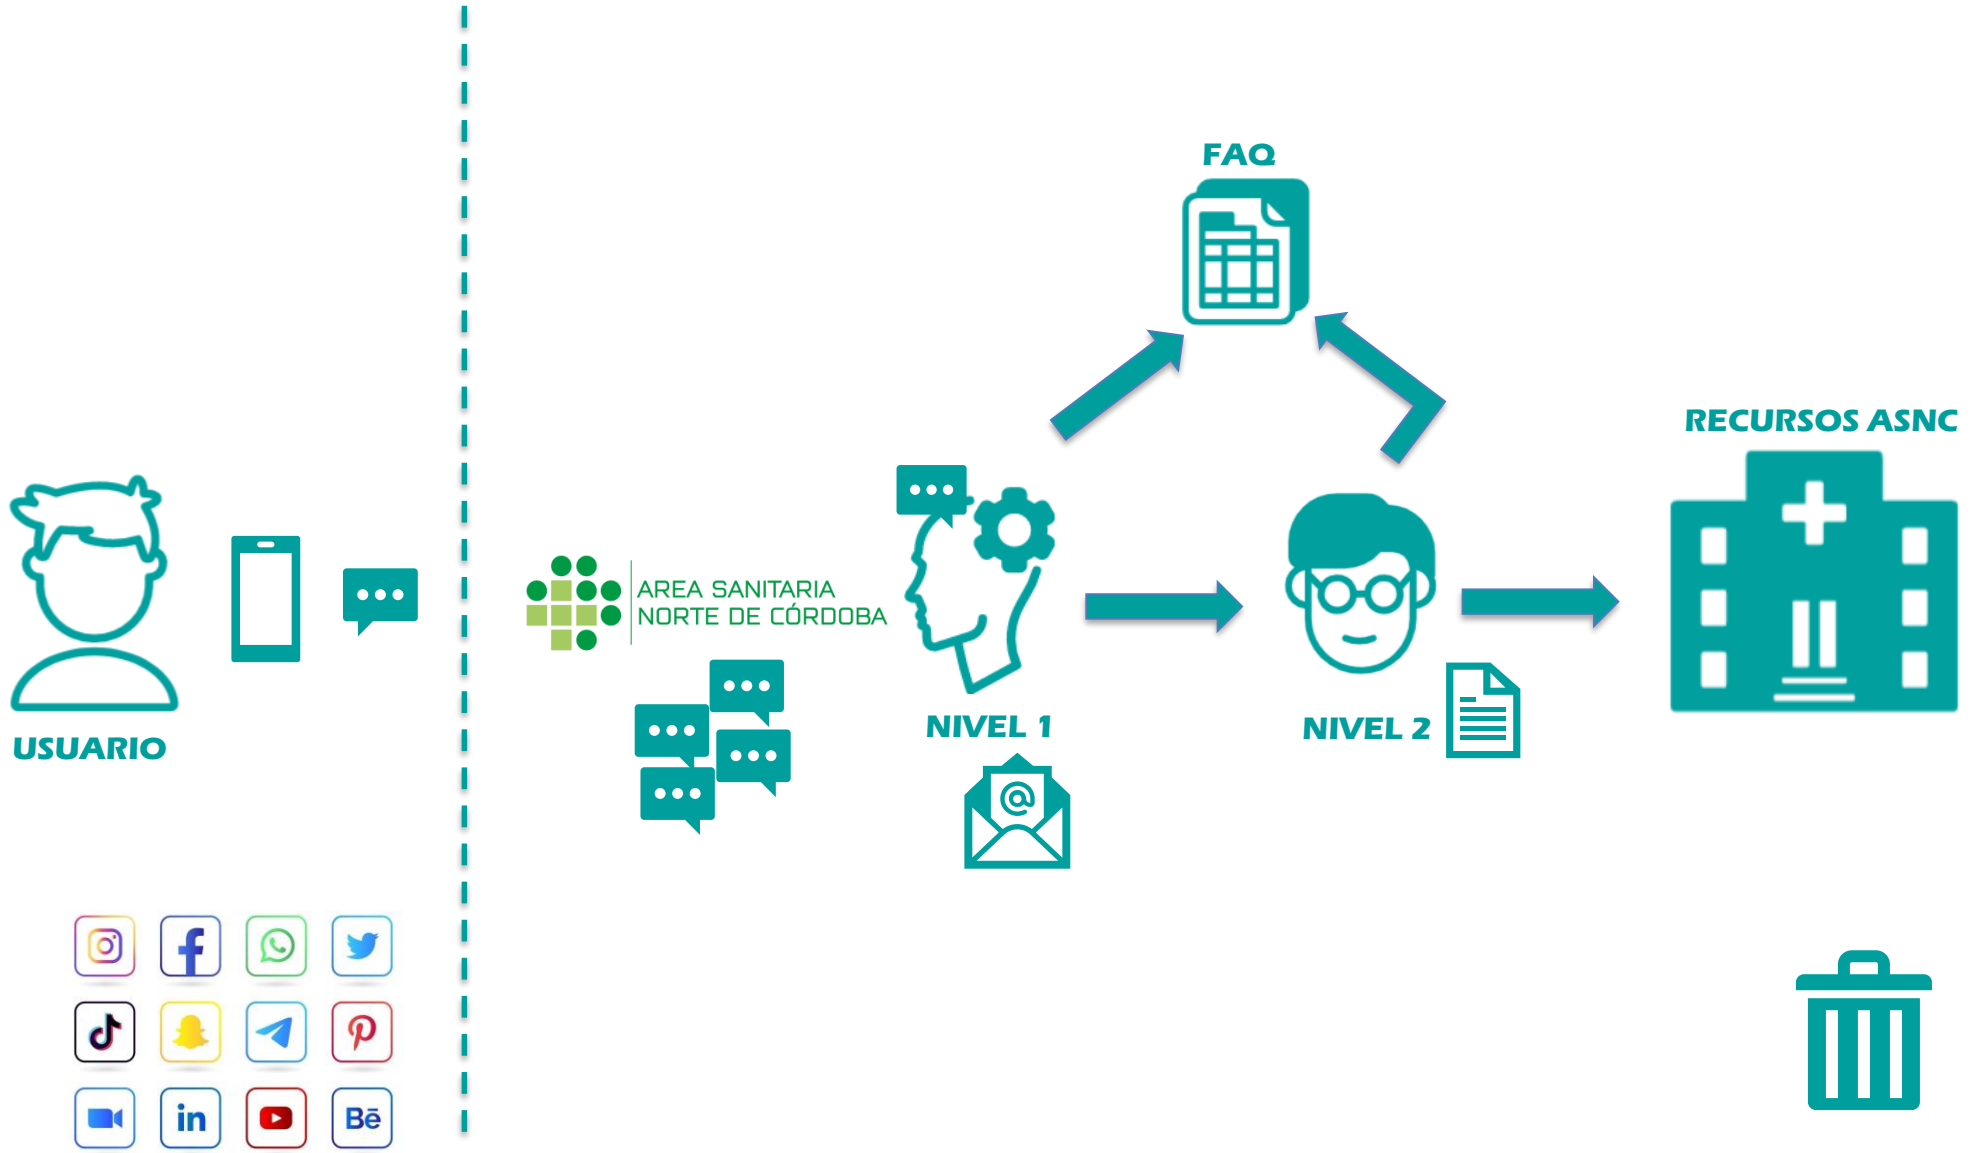 FAQ
RECURSOS ASNC
AREA SANITARIA
NORTE DE CÓRDOBA
NIVEL 1
NIVEL 2
USUARIO
@
in
Bē